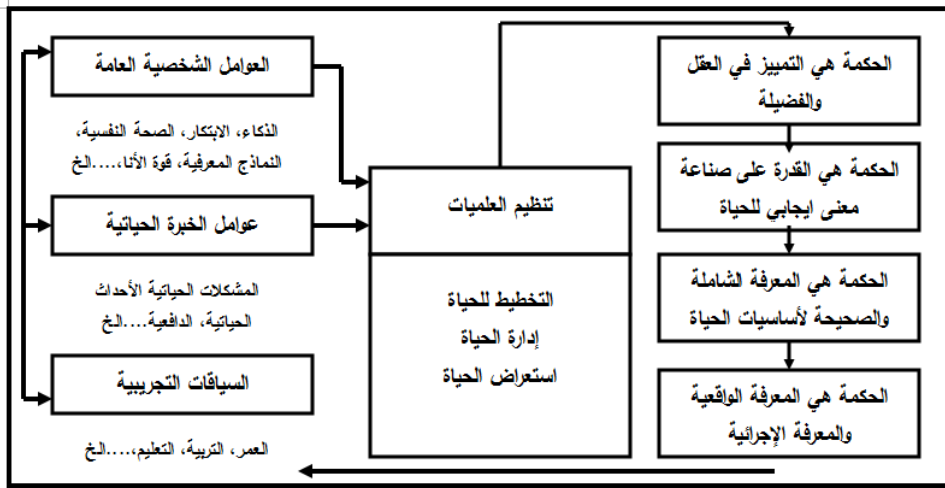 العوامل الشخصية العامة
الذكاء، الابتكار، الصحة النفسية،
النماذج المعرفية، قوة الأنا،....الخ
عوامل الخبرة الحياتية
المشكلات الحياتية الأحداث
الحياتية، الدافعية....الخ
السياقات التجريبية
العمر، التربية، التعليم،....الخ
تنظيم العلميات
التخطيط للحياة
إدارة الحياة
استعراض الحياة
الحكمة هي التمييز في العقل
والفضيلة
الحكمة هي القدرة على صناعة
معنى ايجابي للحياة
الحكمة هي المعرفة الشاملة
والصحيحة لأساسيات الحياة
الحكمة هي المعرفة الواقعية
والمعرفة الإجرائية